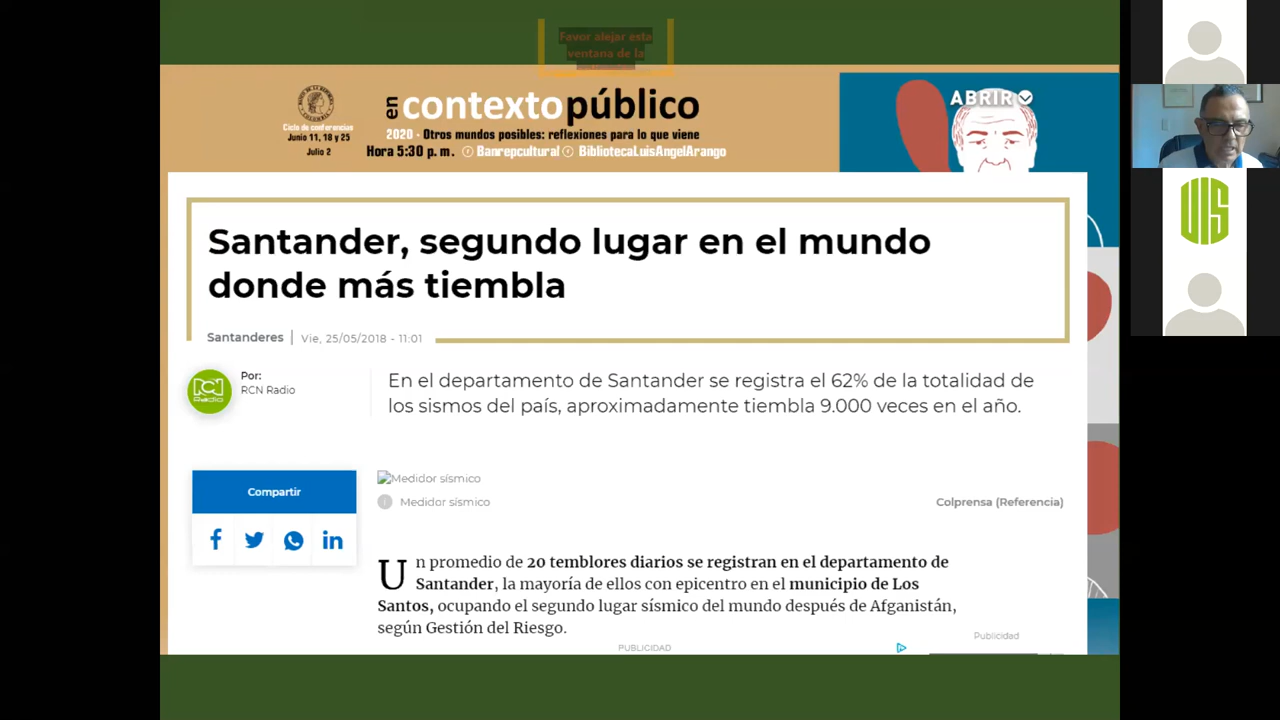 Favor alejar esta
ventana de la
en contextopúblico
Ciclo de conferencias
Junio 11, 18 y 25
Julio 2
2020 · Otros mundos posibles: reflexiones para lo que viene
Hora 5:30 p. m. Banrepcultural BibliotecaLuisAngelArango
ABRIR
Santander, segundo lugar en el mundo
donde más tiembla
Santanderes | Vie, 25/05/2018 - 11:01
Por:
RCN Radio
RCN
Radio
En el departamento de Santander se registra el 62% de la totalidad de
los sismos del país, aproximadamente tiembla 9.000 veces en el año.
Compartir
Medidor sísmico
Medidor sísmico
Colprensa (Referencia)
Un promedio de 20 temblores diarios se registran en el departamento de
Santander, la mayoría de ellos con epicentro en el municipio de Los
Santos, ocupando el segundo lugar sísmico del mundo después de Afganistán,
según Gestión del Riesgo.
PUBLICIDAD
Publicidad
UIS